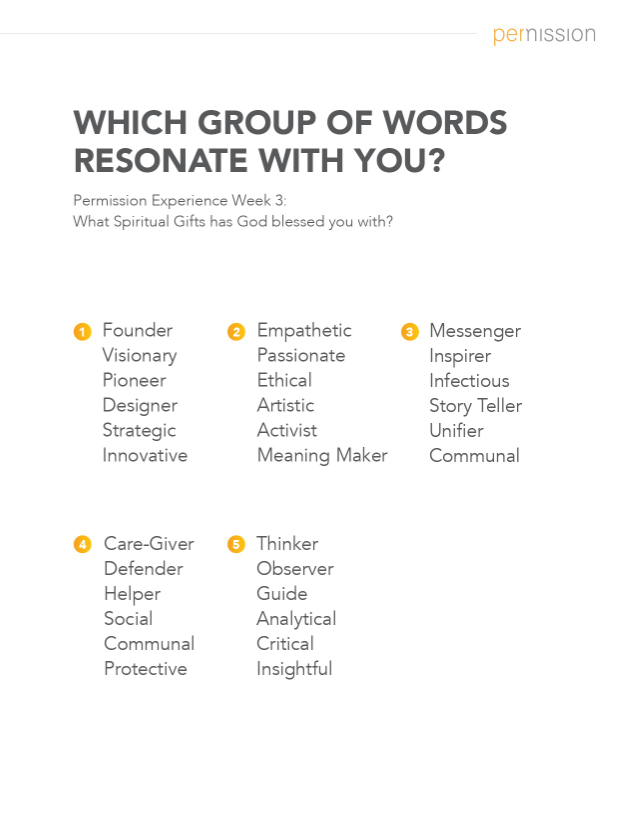 permission
WHICH GROUP OF WORDS
RESONATE WITH YOU?
Permission Experience Week 3:
What Spiritual Gifts has God blessed you with?
1 Founder
Visionary
Pioneer
Designer
Strategic
Innovative
2 Empathetic
Passionate
Ethical
Artistic
Activist
Meaning Maker
3 Messenger
Inspirer
Infectious
Story Teller
Unifier
Communal
4 Care-Giver
Defender
Helper
Social
Communal
Protective
5 Thinker
Observer
Guide
Analytical
Critical
Insightful